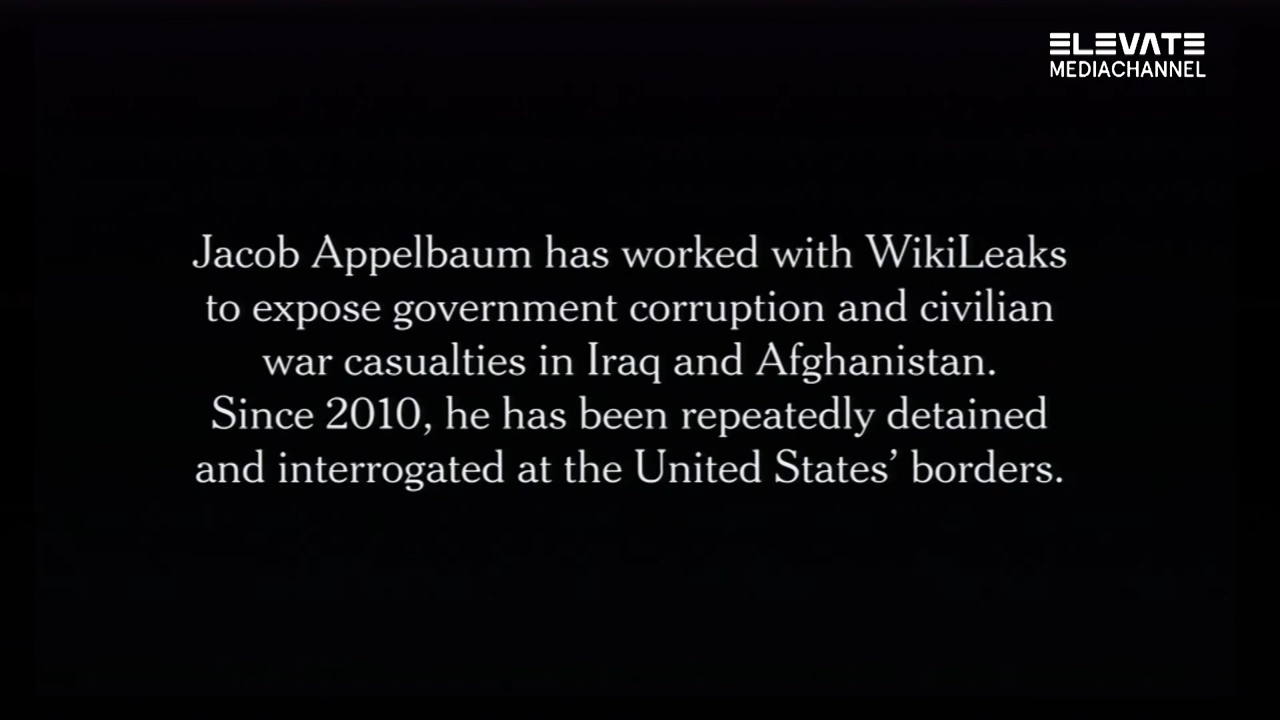 ELEVATE
MEDIACHANNEL
Jacob Appelbaum has worked with WikiLeaks
to expose government corruption and civilian
war casualties in Iraq and Afghanistan.
Since 2010, he has been repeatedly detained
and interrogated at the United States’ borders.